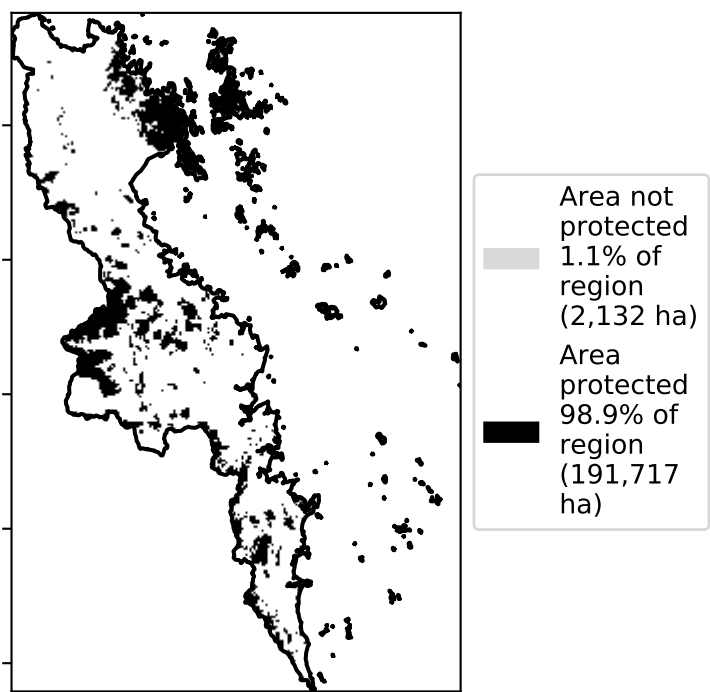 Area not
protected
1.1% of
region
(2,132 ha)
Area
protected
98.9% of
region
(191,717
ha)